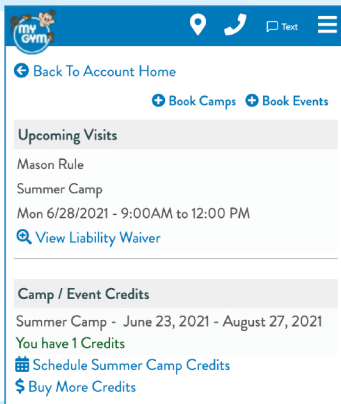 MY
GYM
Text
Back To Account Home
Book Camps Book Events
Upcoming Visits
Mason Rule
Summer Camp
Mon 6/28/2021 - 9:00AM to 12:00 PM
View Liability Waiver
Camp / Event Credits
Summer Camp - June 23, 2021 - August 27, 2021
You have 1 Credits
Schedule Summer Camp Credits
$ Buy More Credits